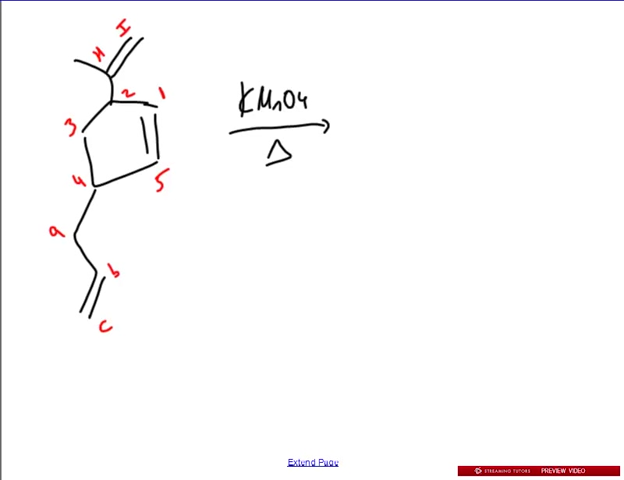 I
H
2 1
KMnO4
3
Δ
4
5
a
b
c
Extend Page
STREAMING TUTORS PREVIEW VIDEO